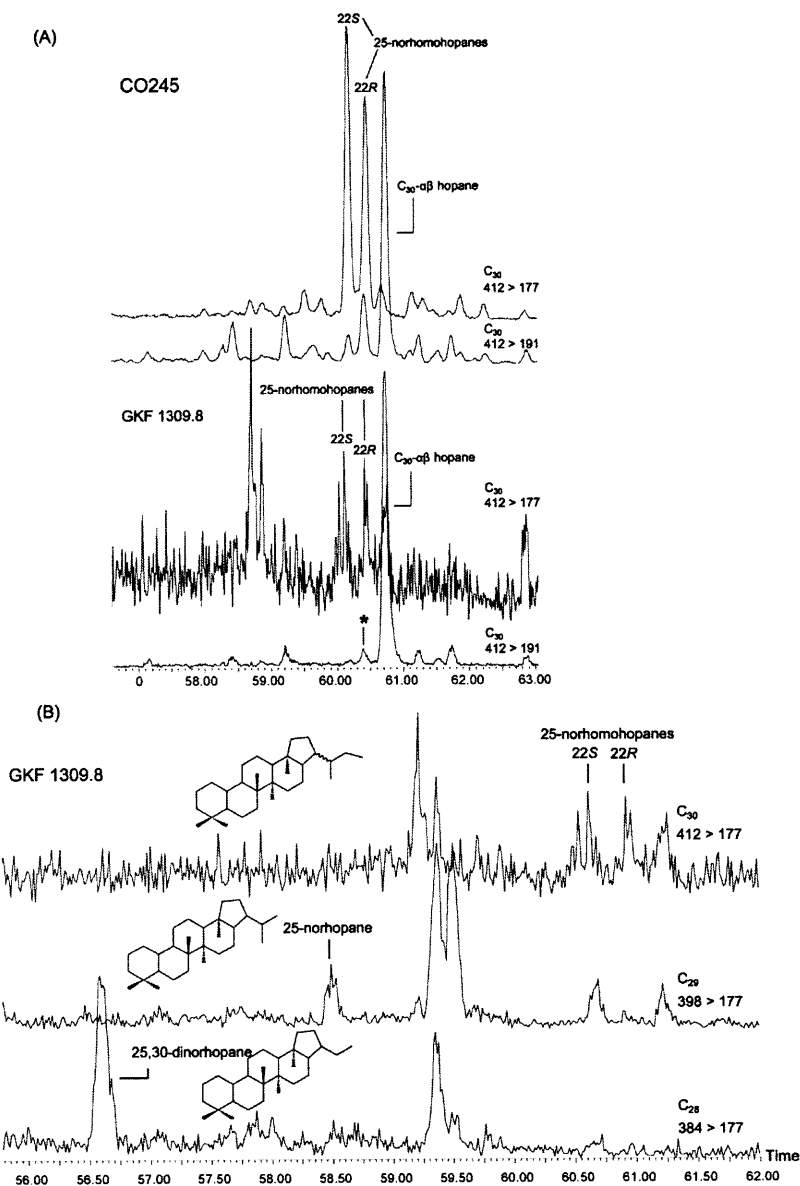 (A)
CO245
22S
25-norhomohopanes
22R
C₃₀-αβ hopane
C₃₀
412 > 177
C₃₀
412 > 191
GKF 1309.8
25-norhomohopanes
22S
22R
C₃₀-αβ hopane
C₃₀
412 > 177
*
C₃₀
412 > 191
0 58.00 59.00 60.00 61.00 62.00 63.00
(B)
GKF 1309.8
25-norhomohopanes
22S 22R
C₃₀
412 > 177
25-norhopane
C₂₉
398 > 177
25,30-dinorhopane
C₂₈
384 > 177
Time
56.00 56.50 57.00 57.50 58.00 58.50 59.00 59.50 60.00 60.50 61.00 61.50 62.00